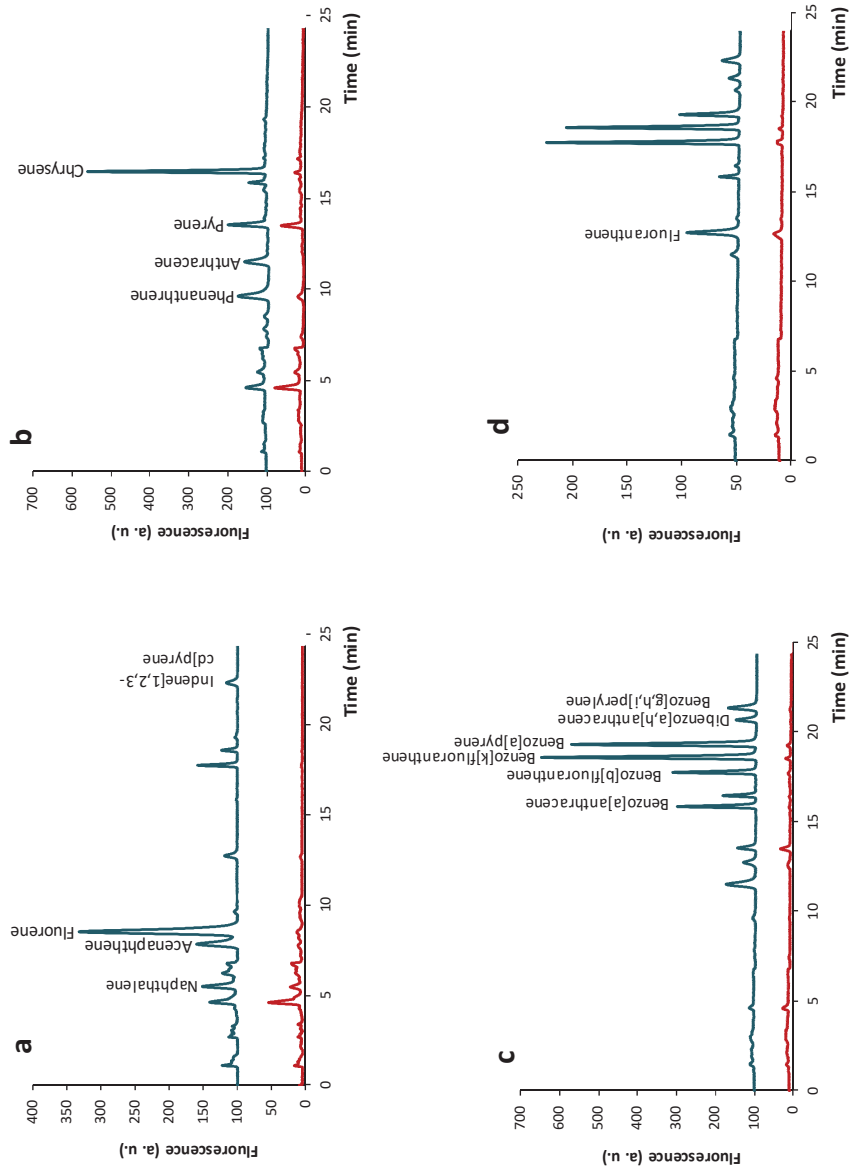 a
Fluorescence (a. u.)
400
350
300
250
200
150
100
50
0
0
5
10
15
20
25
Time (min)
Naphthalene
Acenaphthene
Fluorene
Indene[1,2,3-
cd]pyrene
b
Fluorescence (a. u.)
700
600
500
400
300
200
100
0
0
5
10
15
20
25
Time (min)
Phenanthrene
Anthracene
Pyrene
Chrysene
c
Fluorescence (a. u.)
700
600
500
400
300
200
100
0
0
5
10
15
20
25
Time (min)
Benzo[a]anthracene
Benzo[b]fluoranthene
Benzo[k]fluoranthene
Benzo[a]pyrene
Dibenzo[a,h]anthracene
Benzo[g,h,i]perylene
d
Fluorescence (a. u.)
250
200
150
100
50
0
0
5
10
15
20
25
Time (min)
Fluoranthene